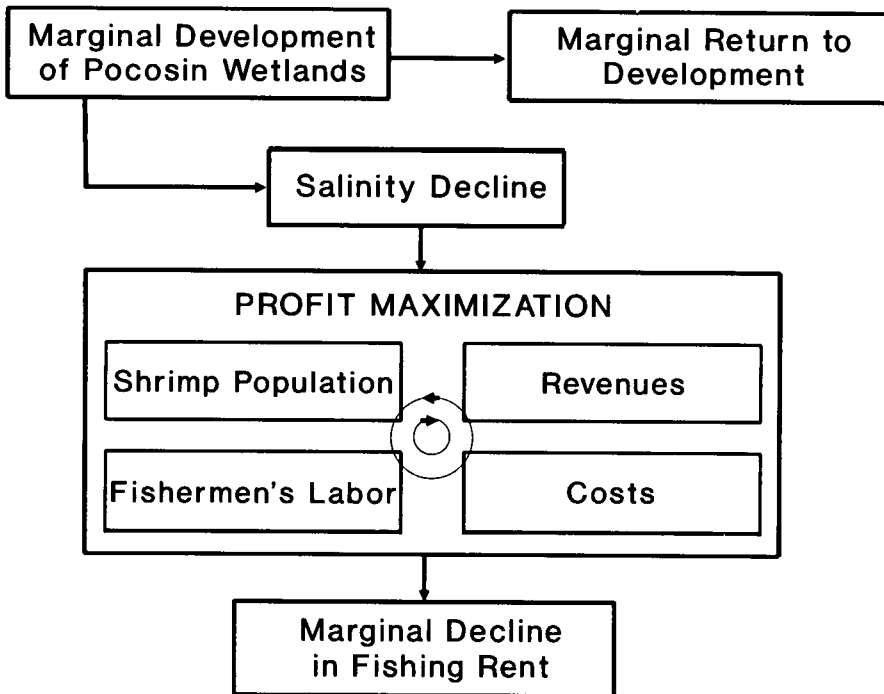 Marginal Development
of Pocosin Wetlands
Marginal Return to
Development
Salinity Decline
PROFIT MAXIMIZATION
Shrimp Population
Revenues
Fishermen's Labor
Costs
Marginal Decline
in Fishing Rent